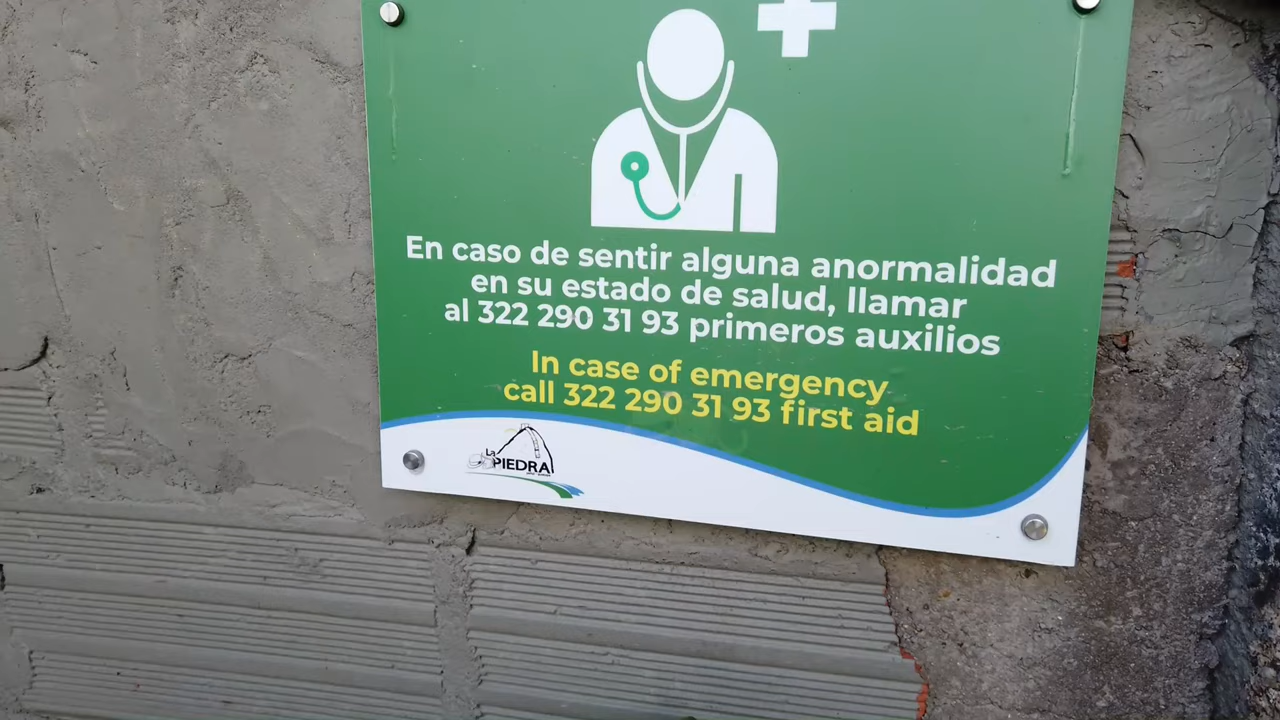 En caso de sentir alguna anormalidad
en su estado de salud, llamar
al 322 290 31 93 primeros auxilios
In case of emergency
call 322 290 31 93 first aid
La
PIEDRA